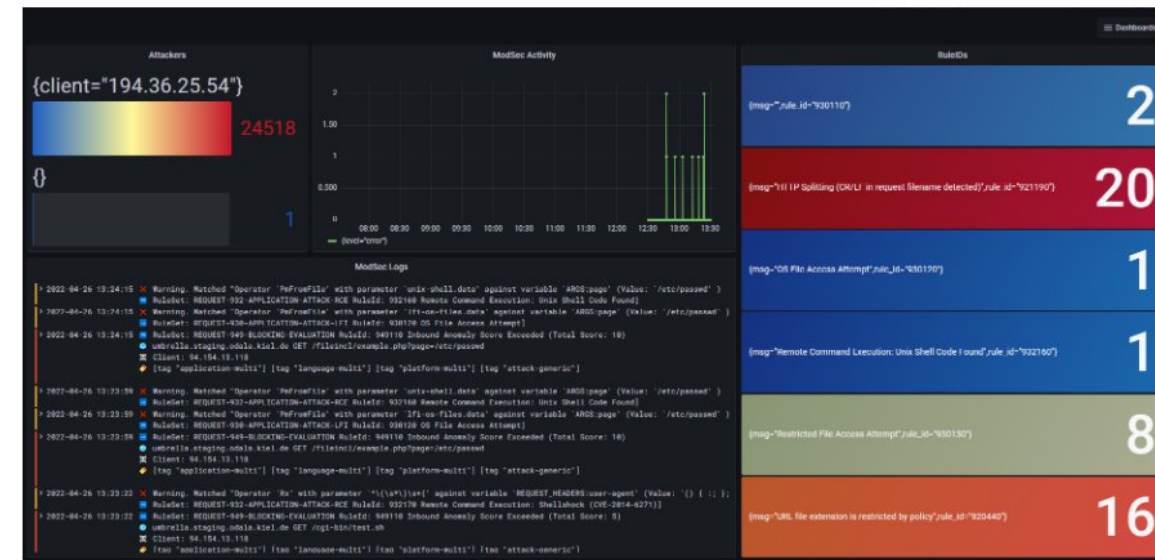 Dashboards
Attackers
{client="194.36.25.54"}
24518
{}
1
ModSec Activity
2
1.50
1
0.500
0
08:00 08:30 09:00 09:30 10:00 10:30 11:00 11:30 12:00 12:30 13:00 13:30
{level="error"}
ModSec Logs
> 2022-04-26 13:24:15 Warning. Matched "Operator `PmFromFile' with parameter `unix-shell.data' against variable `ARGS:page' (Value: `/etc/passwd' )
RuleSet: REQUEST-932-APPLICATION-ATTACK-RCE RuleId: 932160 Remote Command Execution: Unix Shell Code Found]
> 2022-04-26 13:24:15 Warning. Matched "Operator `PmFromFile' with parameter `lfi-os-files.data' against variable `ARGS:page' (Value: `/etc/passwd' )
RuleSet: REQUEST-930-APPLICATION-ATTACK-LFI RuleId: 930120 OS File Access Attempt]
> 2022-04-26 13:24:15 RuleSet: REQUEST-949-BLOCKING-EVALUATION RuleId: 949110 Inbound Anomaly Score Exceeded (Total Score: 10)
umbrella.staging.odala.kiel.de GET /fileincl/example.php?page=/etc/passwd
Client: 94.154.13.118
[tag "application-multi"] [tag "language-multi"] [tag "platform-multi"] [tag "attack-generic"]
> 2022-04-26 13:23:59 Warning. Matched "Operator `PmFromFile' with parameter `unix-shell.data' against variable `ARGS:page' (Value: `/etc/passwd' )
RuleSet: REQUEST-932-APPLICATION-ATTACK-RCE RuleId: 932160 Remote Command Execution: Unix Shell Code Found]
> 2022-04-26 13:23:59 Warning. Matched "Operator `PmFromFile' with parameter `lfi-os-files.data' against variable `ARGS:page' (Value: `/etc/passwd' )
RuleSet: REQUEST-930-APPLICATION-ATTACK-LFI RuleId: 930120 OS File Access Attempt]
> 2022-04-26 13:23:59 RuleSet: REQUEST-949-BLOCKING-EVALUATION RuleId: 949110 Inbound Anomaly Score Exceeded (Total Score: 10)
umbrella.staging.odala.kiel.de GET /fileincl/example.php?page=/etc/passwd
Client: 94.154.13.118
[tag "application-multi"] [tag "language-multi"] [tag "platform-multi"] [tag "attack-generic"]
> 2022-04-26 13:23:22 Warning. Matched "Operator `Rx' with parameter `^\(\s*\)\s+{' against variable `REQUEST_HEADERS:user-agent' (Value: `() { :; };
RuleSet: REQUEST-932-APPLICATION-ATTACK-RCE RuleId: 932170 Remote Command Execution: Shellshock (CVE-2014-6271)]
> 2022-04-26 13:23:22 RuleSet: REQUEST-949-BLOCKING-EVALUATION RuleId: 949110 Inbound Anomaly Score Exceeded (Total Score: 5)
umbrella.staging.odala.kiel.de GET /cgi-bin/test.sh
Client: 94.154.13.118
[tag "application-multi"] [tag "language-multi"] [tag "platform-multi"] [tag "attack-generic"]
RuleIDs
{msg="",rule_id="930110"} 2
{msg="HTTP Splitting (CR/LF in request filename detected)",rule_id="921190"} 20
{msg="OS File Access Attempt",rule_id="930120"} 1
{msg="Remote Command Execution: Unix Shell Code Found",rule_id="932160"} 1
{msg="Restricted File Access Attempt",rule_id="930130"} 8
{msg="URL file extension is restricted by policy",rule_id="920440"} 16